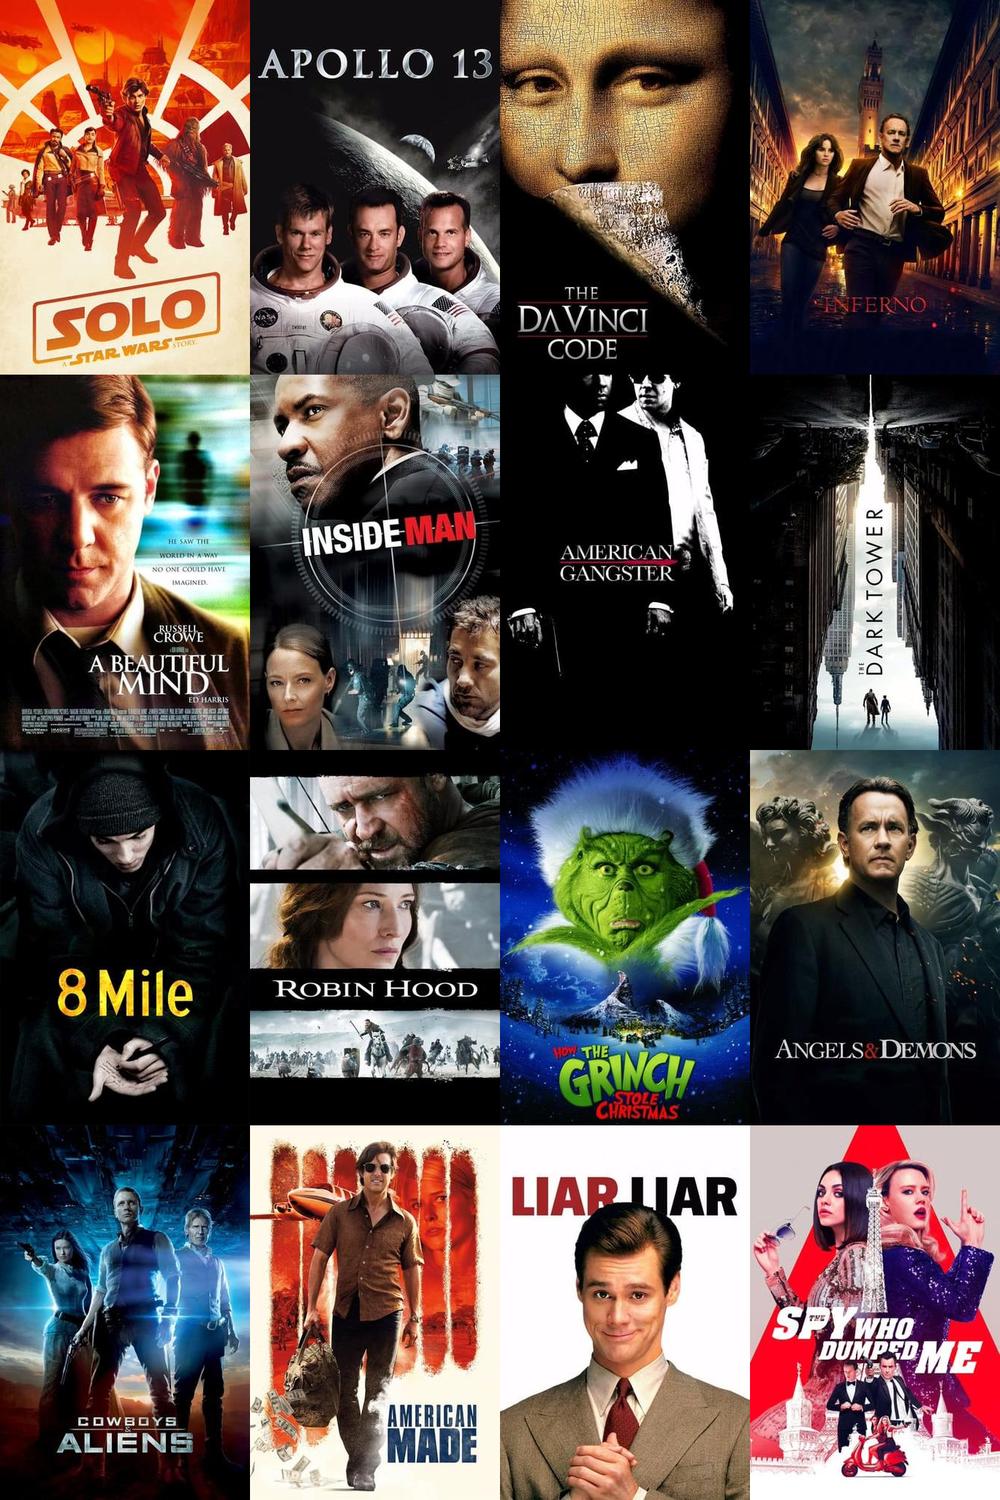 SOLO
A STAR WARS STORY.
APOLLO 13
NASA
THE
DA VINCI
CODE
INFERNO
HE SAW THE
WORLD IN A WAY
NO ONE COULD HAVE
IMAGINED.
RUSSELL
CROWE
A BEAUTIFUL
MIND
ED HARRIS
INSIDE MAN
AMERICAN
GANGSTER
THE DARK TOWER
8 Mile
ROBIN HOOD
HOW THE
GRINCH
STOLE
CHRISTMAS
ANGELS & DEMONS
COWBOYS
&
ALIENS
AMERICAN
MADE
LIAR LIAR
THE
SPY WHO
DUMPED ME